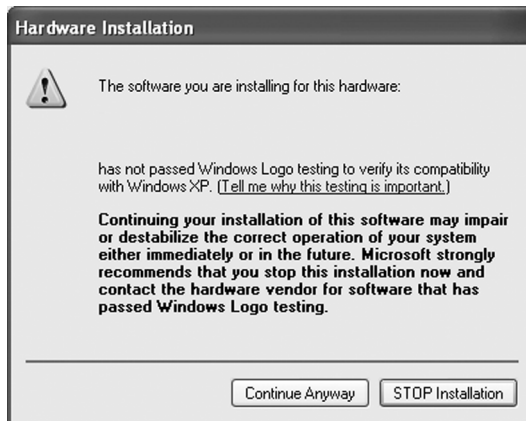 Hardware Installation
The software you are installing for this hardware:
has not passed Windows Logo testing to verify its compatibility
with Windows XP. (Tell me why this testing is important.)
Continuing your installation of this software may impair
or destabilize the correct operation of your system
either immediately or in the future. Microsoft strongly
recommends that you stop this installation now and
contact the hardware vendor for software that has
passed Windows Logo testing.
Continue Anyway
STOP Installation